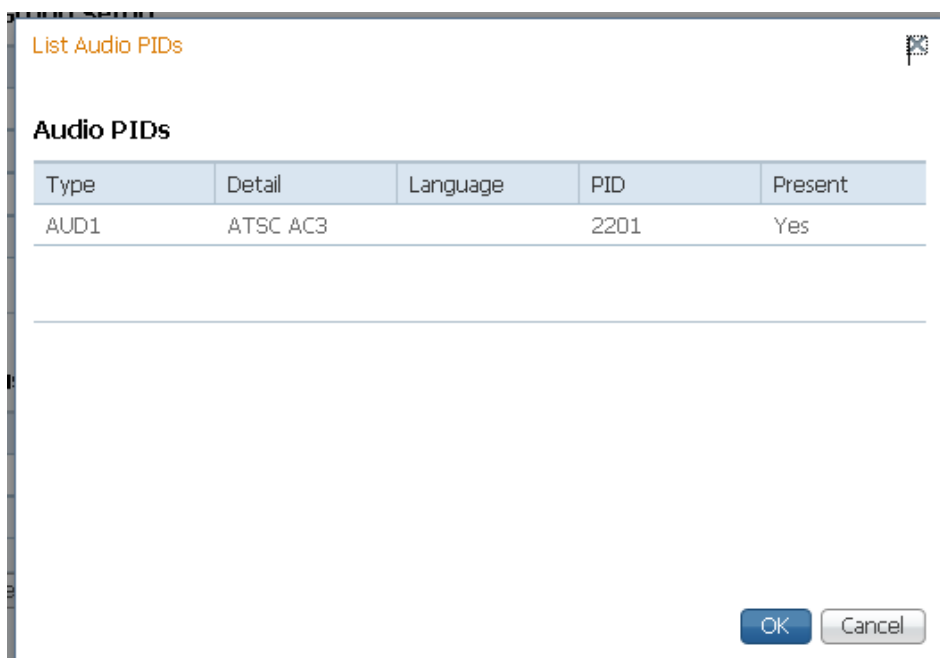 List Audio PIDs
Audio PIDs
Type Detail Language PID Present
AUD1 ATSC AC3 2201 Yes
OK Cancel